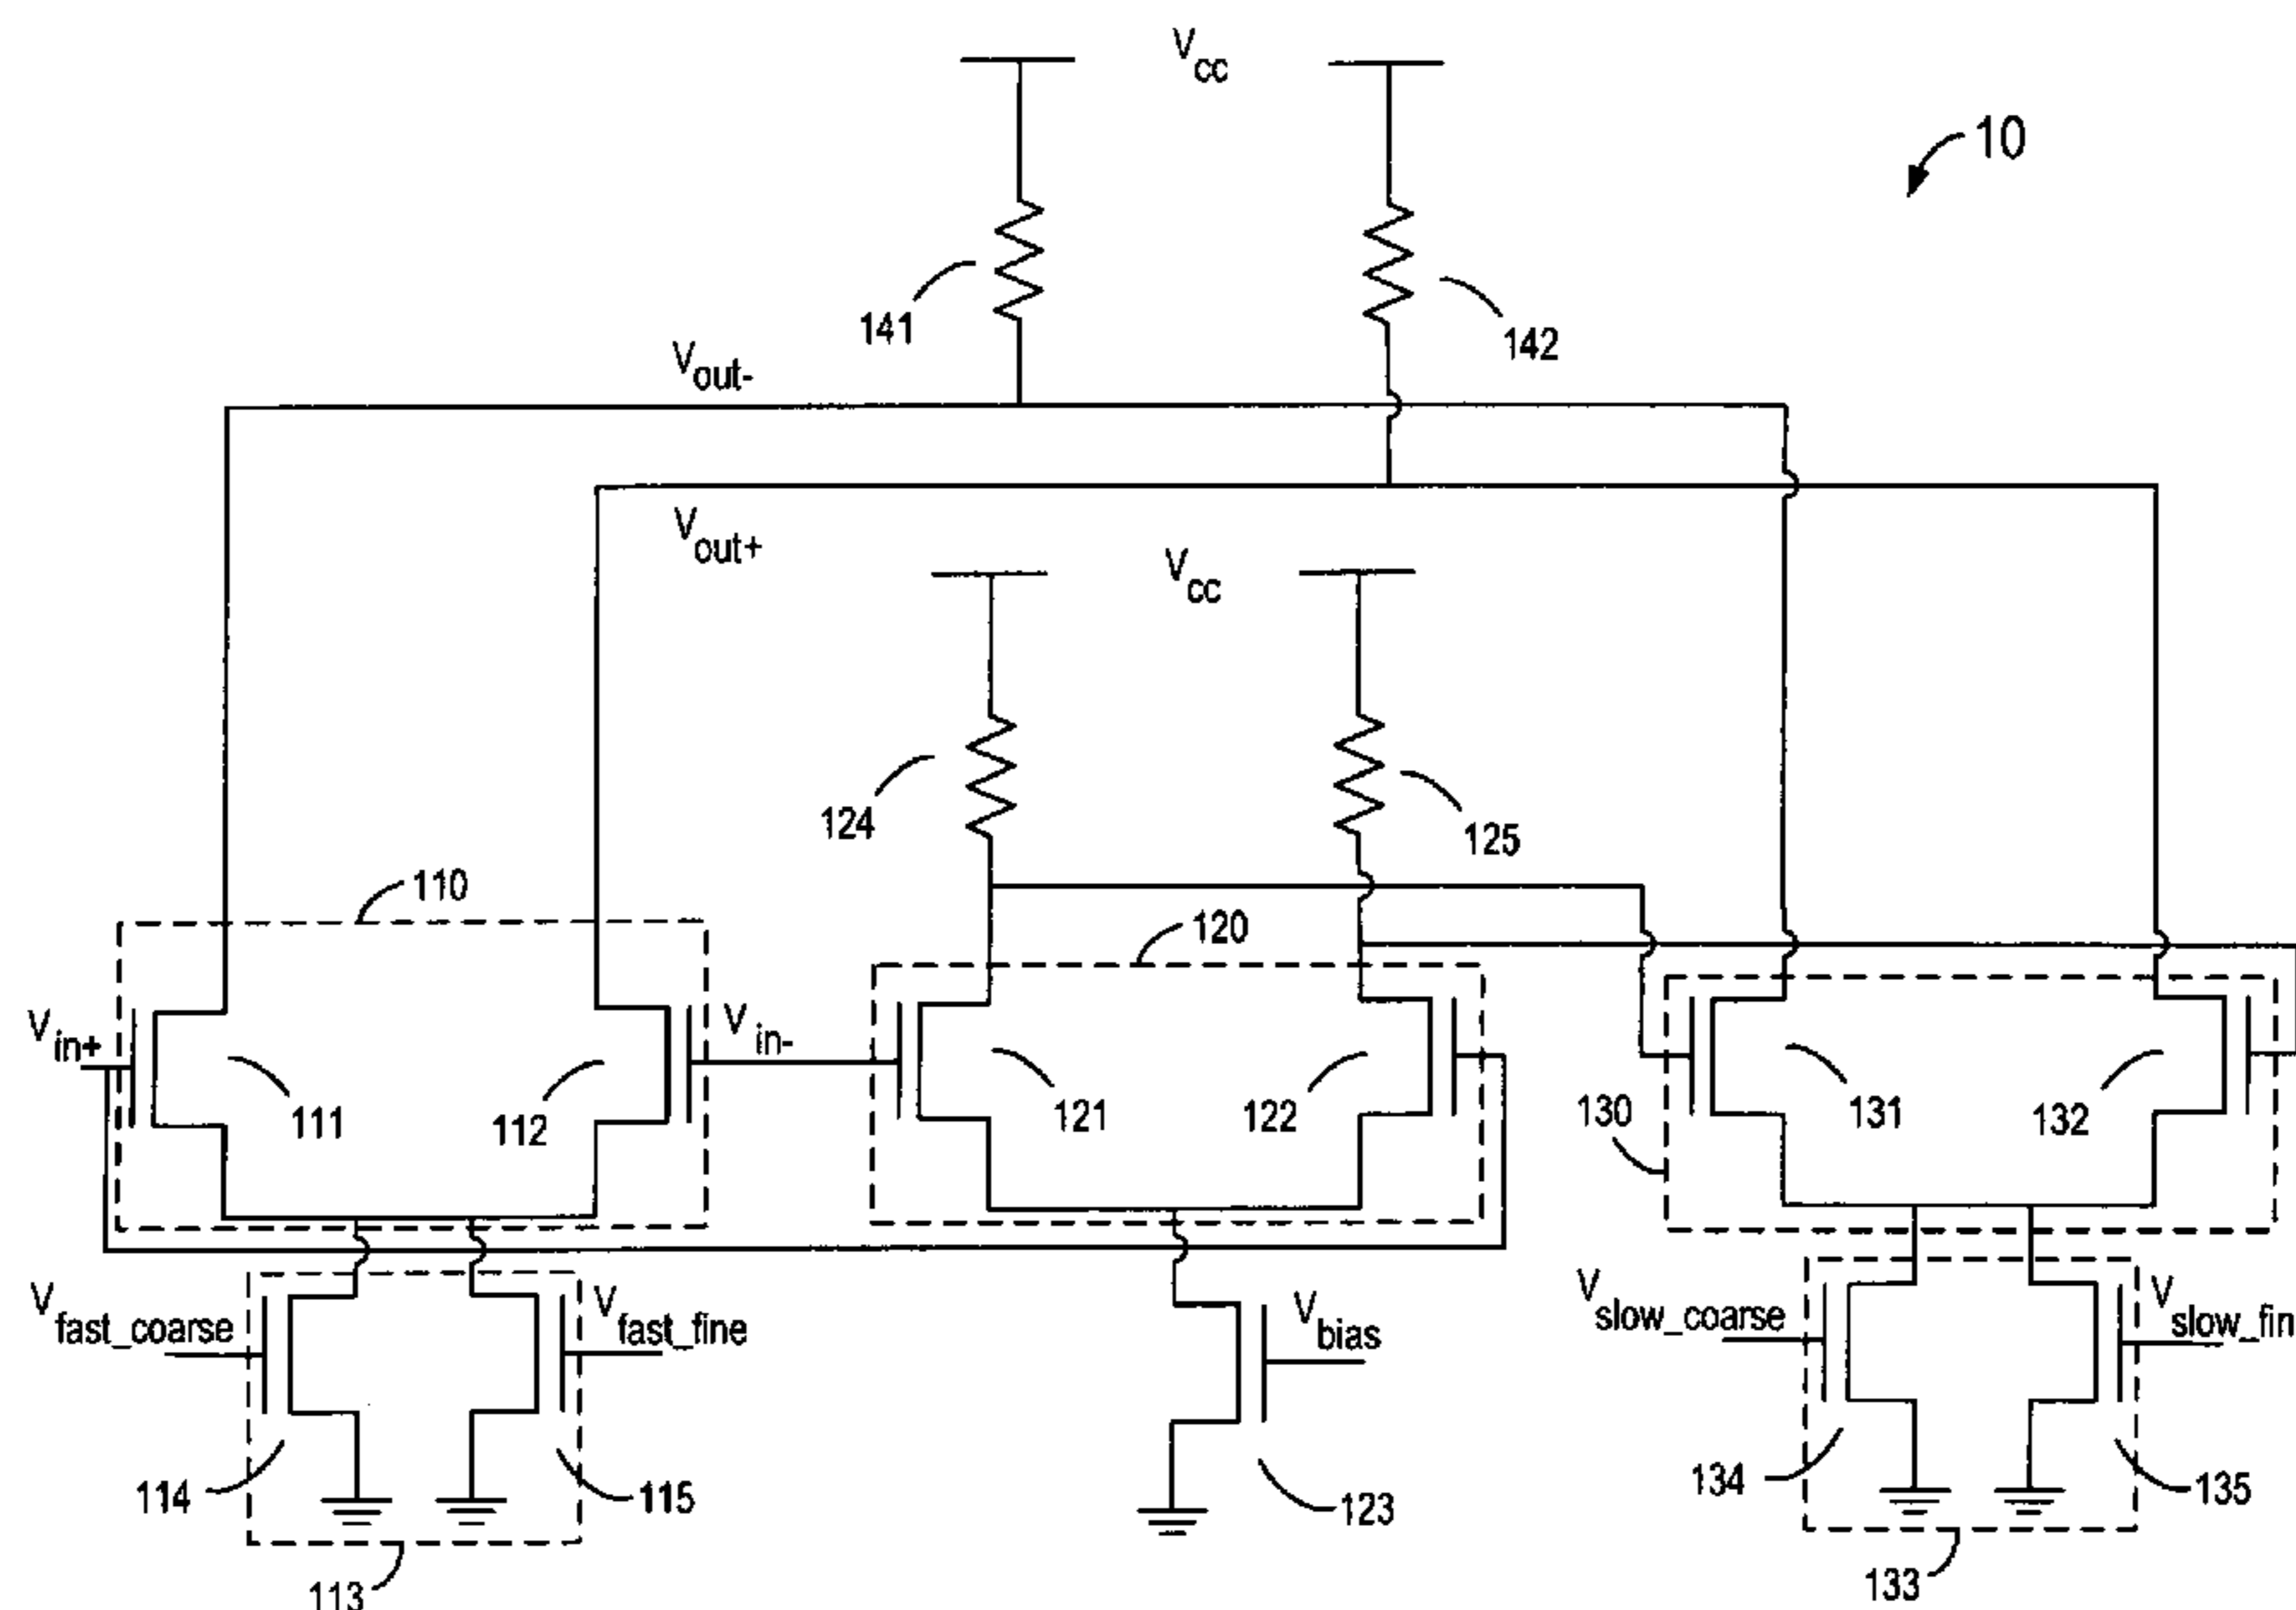 Vcc
10
141
142
Vout-
Vout+
Vcc
124
125
110
120
Vin+
Vin-
111
112
121
122
130
131
132
Vfast_coarse
Vfast_fine
Vbias
Vslow_coarse
Vslow_fin
114
115
123
134
135
113
133